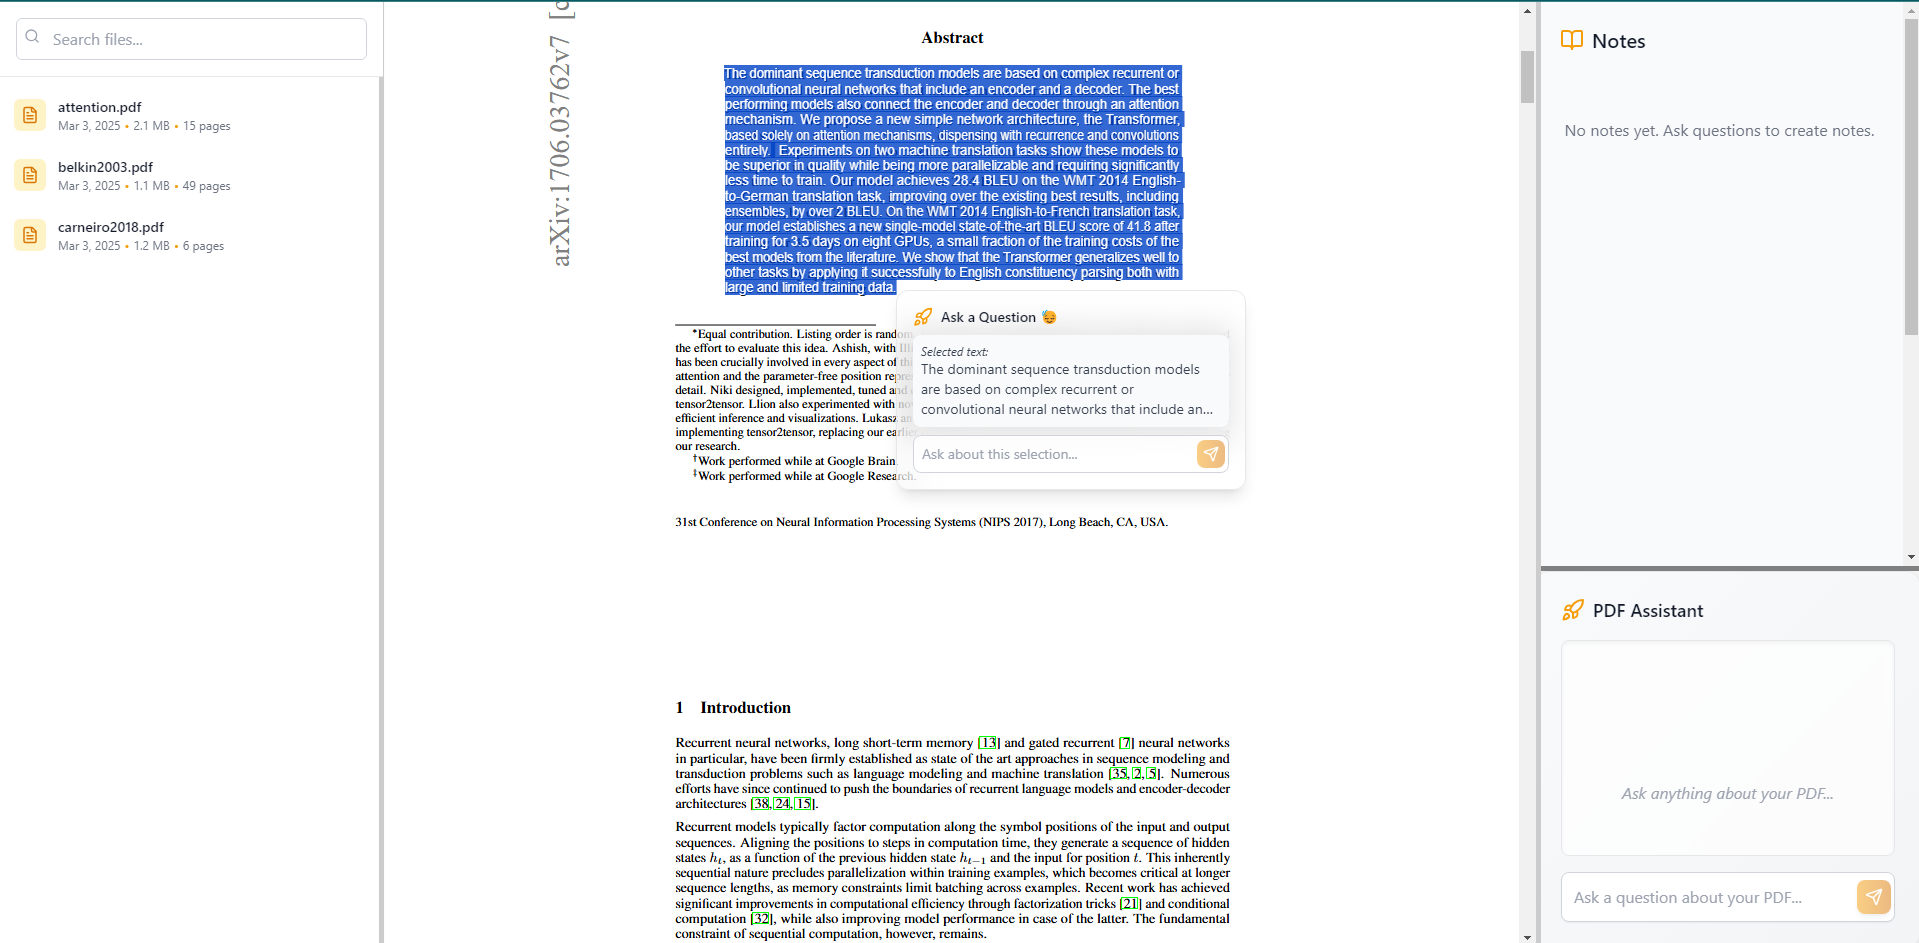 Search files...
attention.pdf
Mar 3, 2025 • 2.1 MB • 15 pages
belkin2003.pdf
Mar 3, 2025 • 1.1 MB • 49 pages
carneiro2018.pdf
Mar 3, 2025 • 1.2 MB • 6 pages
arXiv:1706.03762v7 [c
Abstract
The dominant sequence transduction models are based on complex recurrent or
convolutional neural networks that include an encoder and a decoder. The best
performing models also connect the encoder and decoder through an attention
mechanism. We propose a new simple network architecture, the Transformer,
based solely on attention mechanisms, dispensing with recurrence and convolutions
entirely. Experiments on two machine translation tasks show these models to
be superior in quality while being more parallelizable and requiring significantly
less time to train. Our model achieves 28.4 BLEU on the WMT 2014 English-
to-German translation task, improving over the existing best results, including
ensembles, by over 2 BLEU. On the WMT 2014 English-to-French translation task,
our model establishes a new single-model state-of-the-art BLEU score of 41.8 after
training for 3.5 days on eight GPUs, a small fraction of the training costs of the
best models from the literature. We show that the Transformer generalizes well to
other tasks by applying it successfully to English constituency parsing both with
large and limited training data.
*Equal contribution. Listing order is random
the effort to evaluate this idea. Ashish, with Ill
has been crucially involved in every aspect of th
attention and the parameter-free position repre
detail. Niki designed, implemented, tuned and
tensor2tensor. Llion also experimented with no
efficient inference and visualizations. Lukasz an
implementing tensor2tensor, replacing our earlie
our research.
†Work performed while at Google Brain.
‡Work performed while at Google Research.
Ask a Question
Selected text:
The dominant sequence transduction models
are based on complex recurrent or
convolutional neural networks that include an...
Ask about this selection...
31st Conference on Neural Information Processing Systems (NIPS 2017), Long Beach, CA, USA.
1 Introduction
Recurrent neural networks, long short-term memory [13] and gated recurrent [7] neural networks
in particular, have been firmly established as state of the art approaches in sequence modeling and
transduction problems such as language modeling and machine translation [35, 2, 5]. Numerous
efforts have since continued to push the boundaries of recurrent language models and encoder-decoder
architectures [38, 24, 15].
Recurrent models typically factor computation along the symbol positions of the input and output
sequences. Aligning the positions to steps in computation time, they generate a sequence of hidden
states hₜ, as a function of the previous hidden state hₜ₋₁ and the input for position t. This inherently
sequential nature precludes parallelization within training examples, which becomes critical at longer
sequence lengths, as memory constraints limit batching across examples. Recent work has achieved
significant improvements in computational efficiency through factorization tricks [21] and conditional
computation [32], while also improving model performance in case of the latter. The fundamental
constraint of sequential computation, however, remains.
Notes
No notes yet. Ask questions to create notes.
PDF Assistant
Ask anything about your PDF...
Ask a question about your PDF...